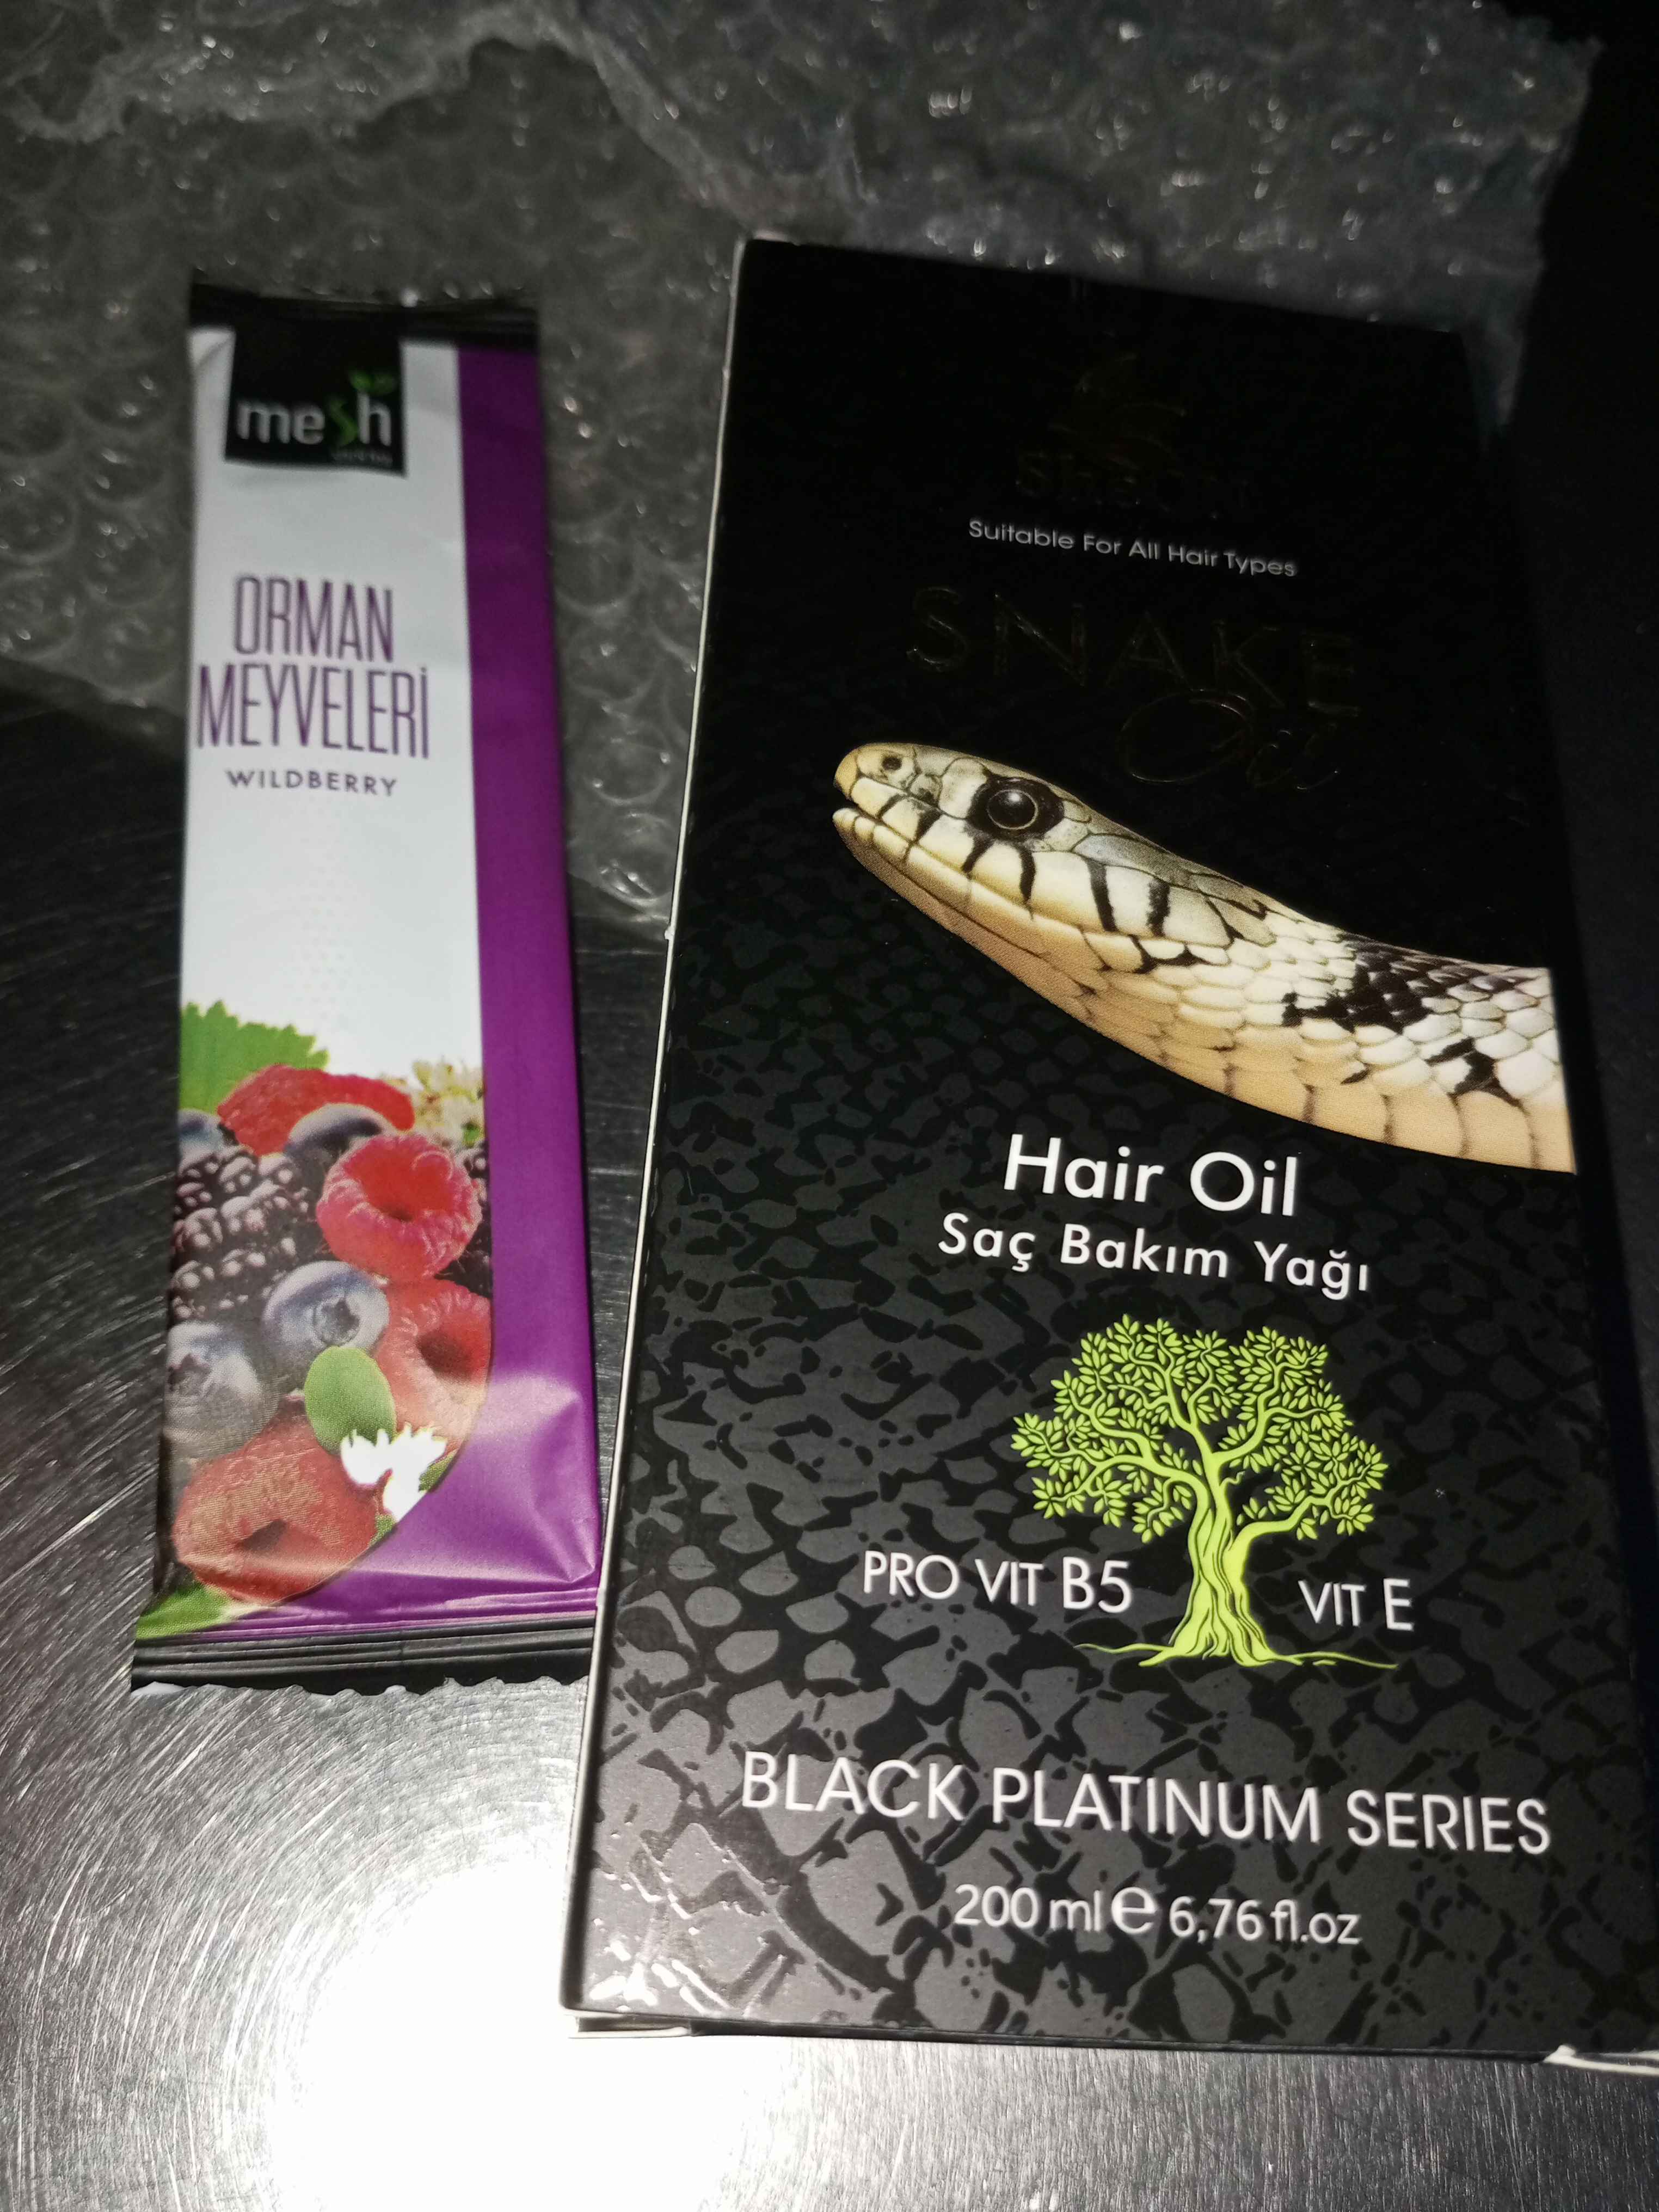 mesh
ORMAN
MEYVELERİ
WILDBERRY
Suitable For All Hair Types
SNAKE
Oil
Hair Oil
Saç Bakım Yağı
PRO VIT B5
VIT E
BLACK PLATINUM SERIES
200 ml e 6,76 fl.oz